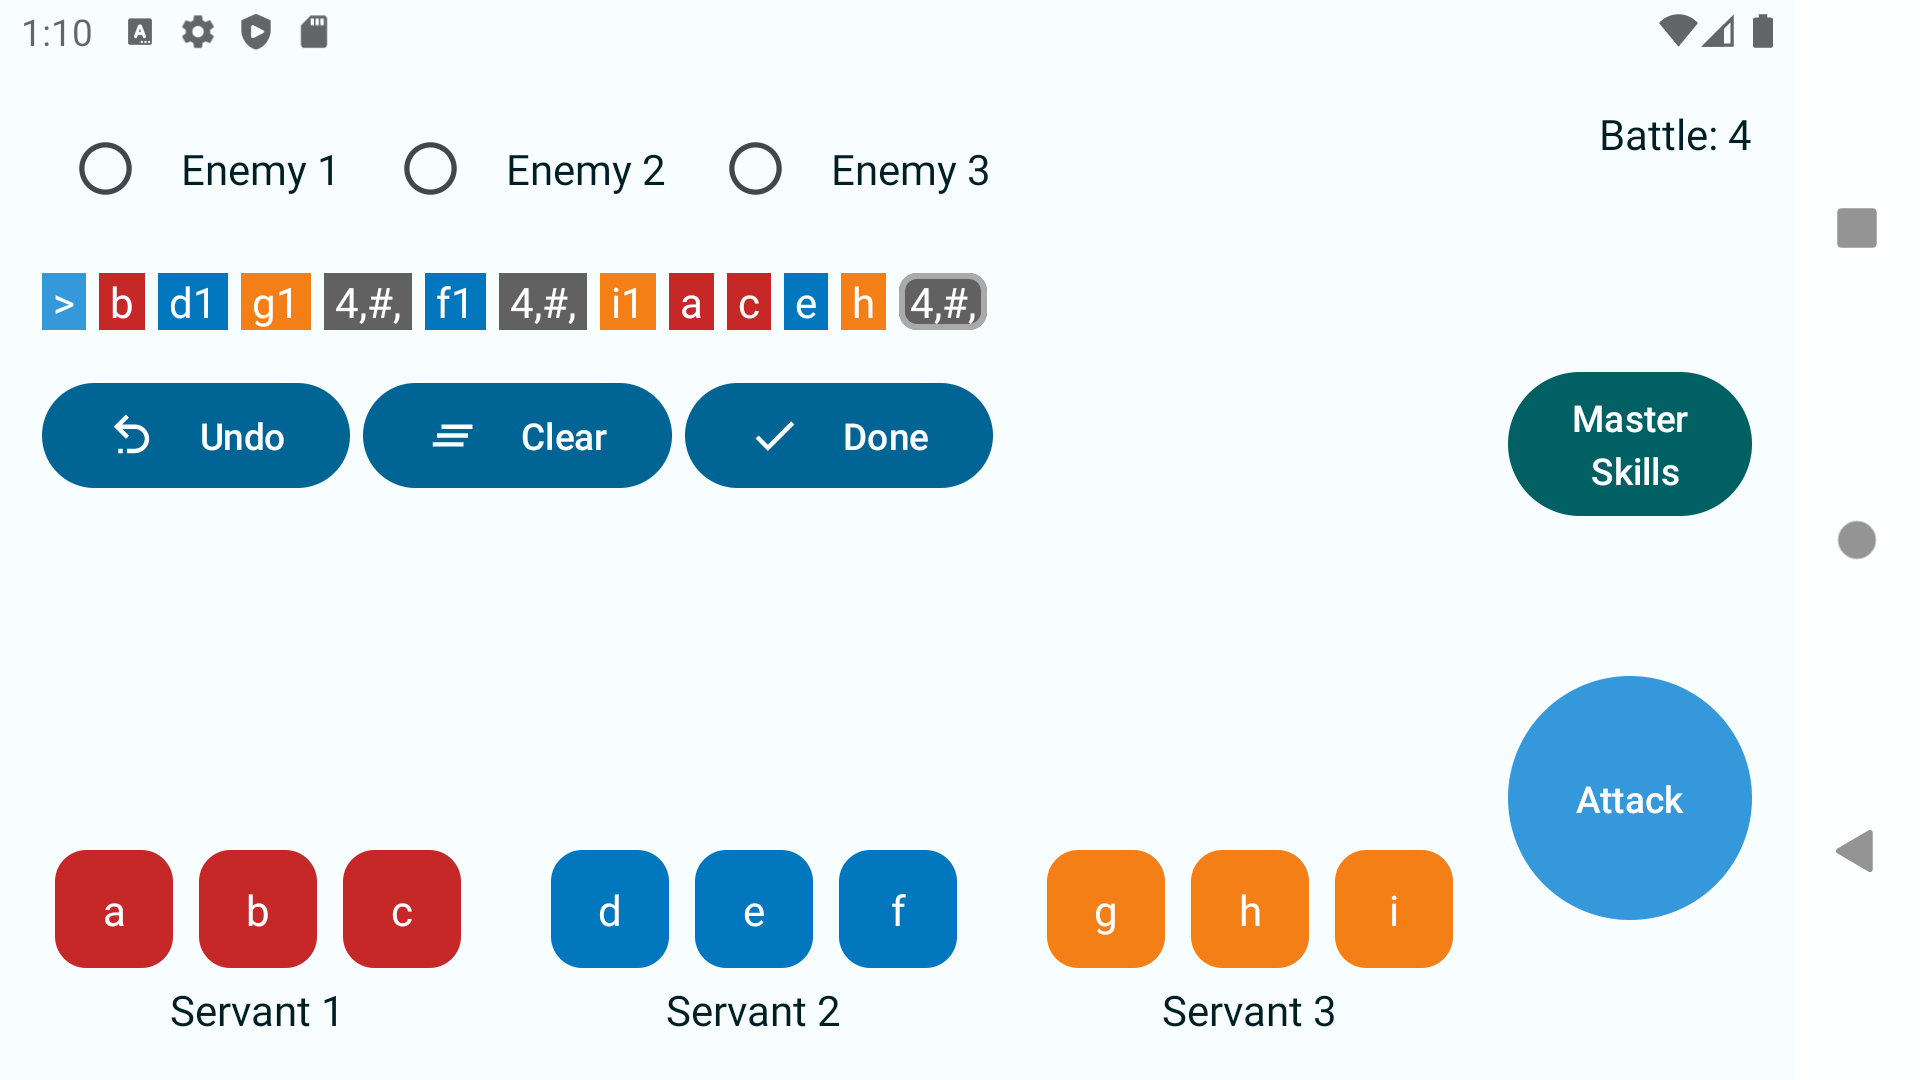 1:10
Battle: 4
Enemy 1 Enemy 2 Enemy 3
> b d1 g1 4,#, f1 4,#, i1 a c e h 4,#,
Undo Clear Done
Master
Skills
Attack
a b c d e f g h i
Servant 1 Servant 2 Servant 3